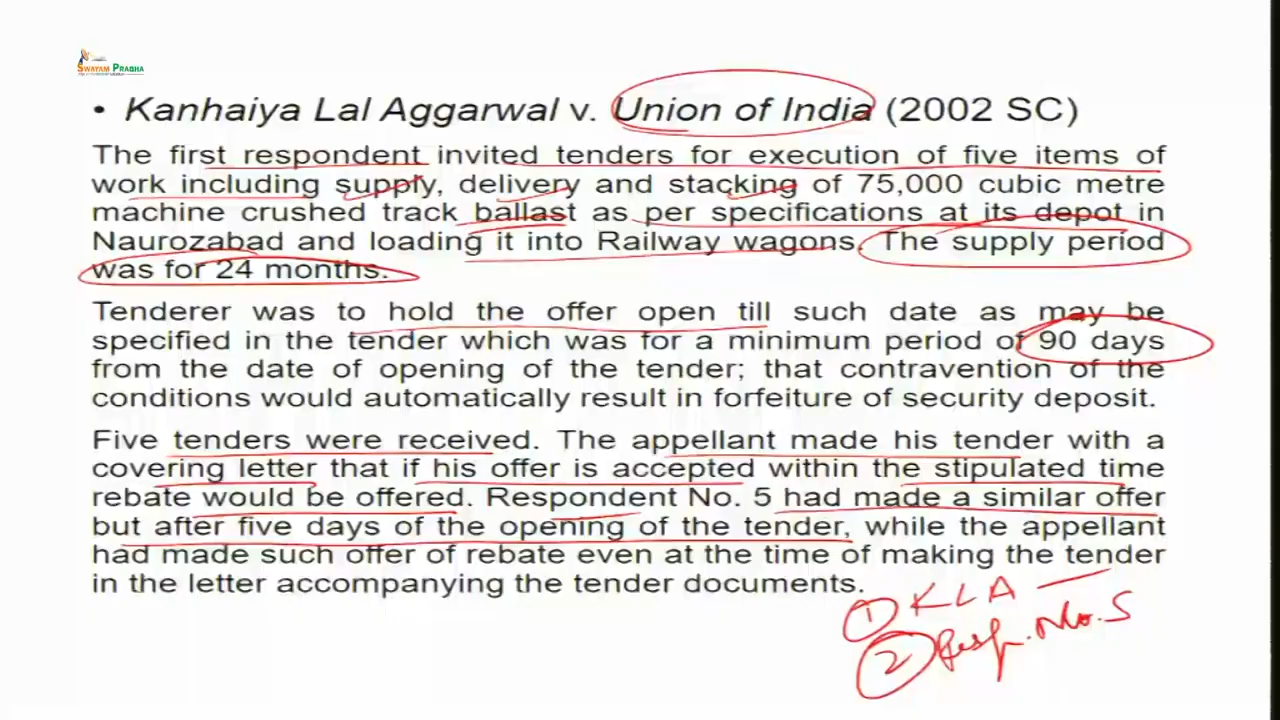 SWAYAM PRABHA
• Kanhaiya Lal Aggarwal v. Union of India (2002 SC)
The first respondent invited tenders for execution of five items of
work including supply, delivery and stacking of 75,000 cubic metre
machine crushed track ballast as per specifications at its depot in
Naurozabad and loading it into Railway wagons. The supply period
was for 24 months.
Tenderer was to hold the offer open till such date as may be
specified in the tender which was for a minimum period of 90 days
from the date of opening of the tender; that contravention of the
conditions would automatically result in forfeiture of security deposit.
Five tenders were received. The appellant made his tender with a
covering letter that if his offer is accepted within the stipulated time
rebate would be offered. Respondent No. 5 had made a similar offer
but after five days of the opening of the tender, while the appellant
had made such offer of rebate even at the time of making the tender
in the letter accompanying the tender documents.
① KLA —
② Resp. No. 5